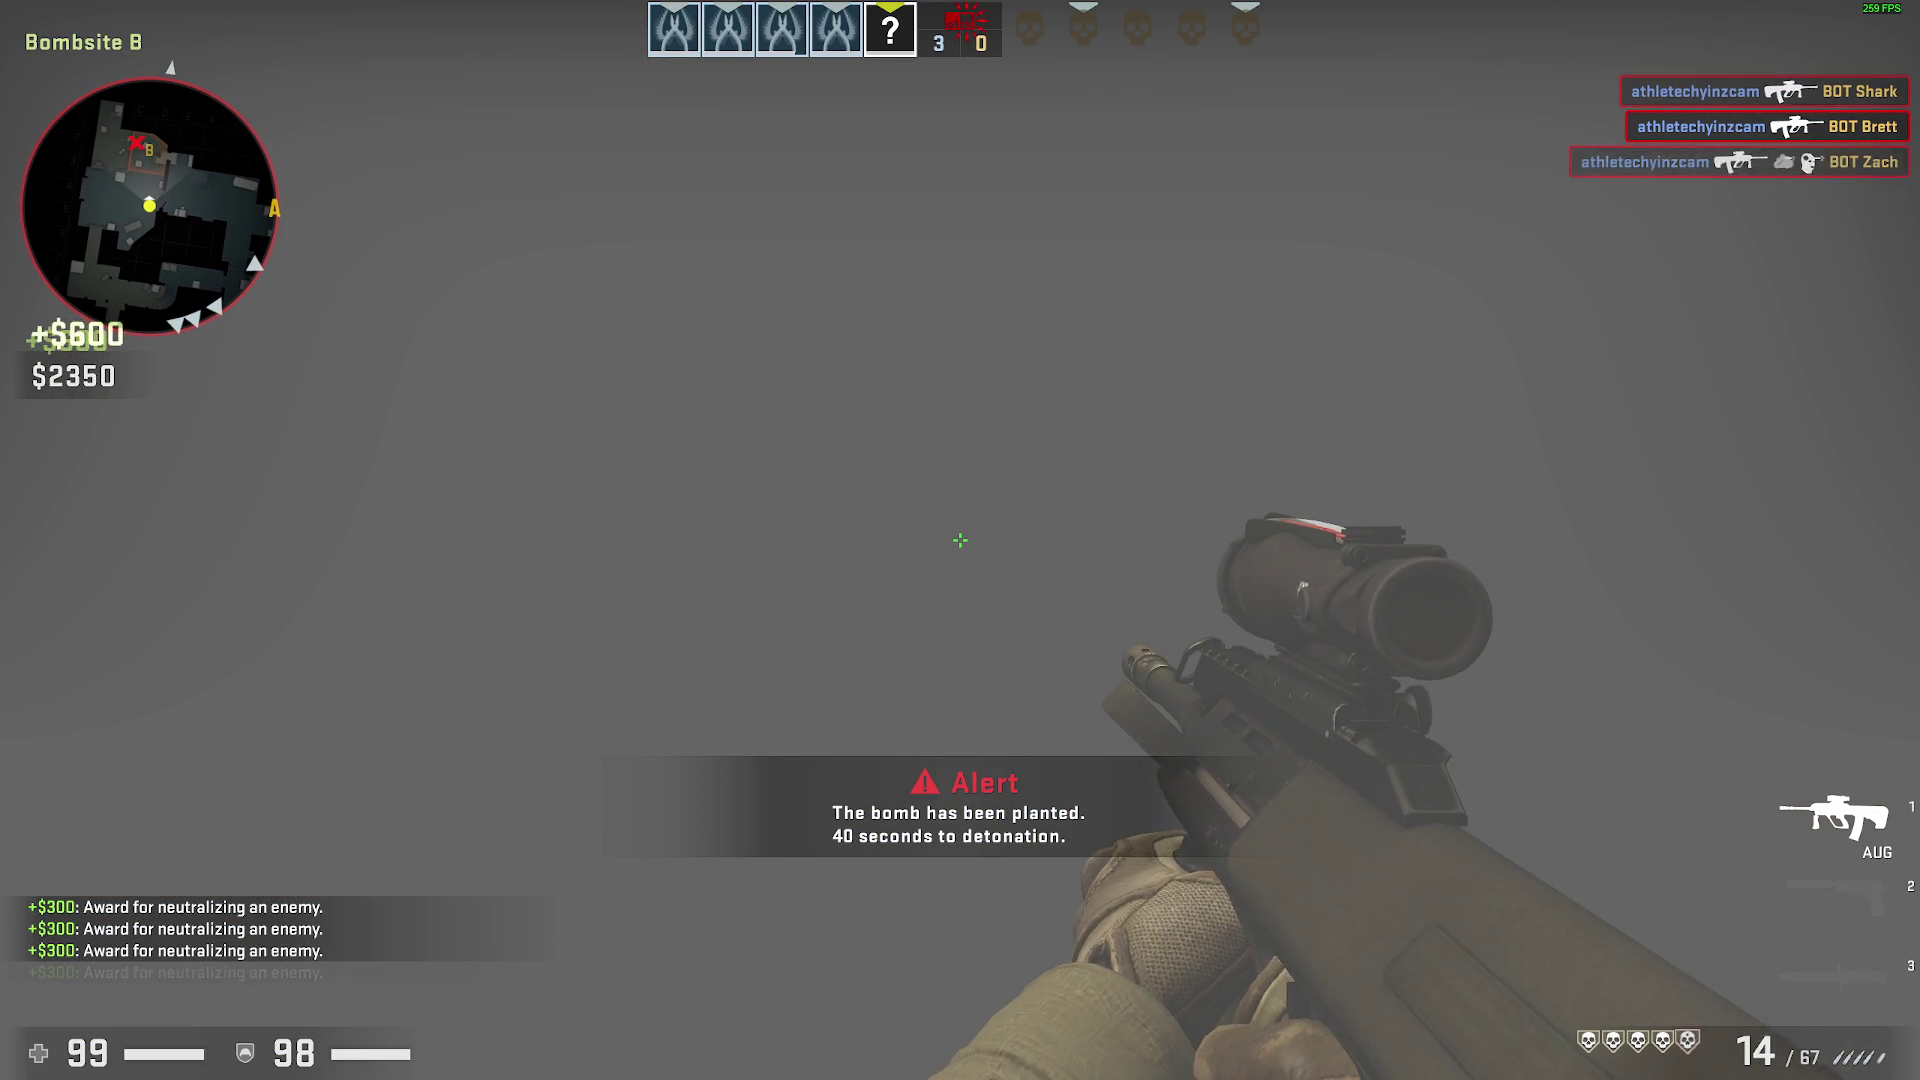 259 FPS
Bombsite B
?
3 0
athletechyinzcam BOT Shark
athletechyinzcam BOT Brett
athletechyinzcam BOT Zach
B
A
+$600
$2350
Alert
The bomb has been planted.
40 seconds to detonation.
1
AUG
2
3
+$300: Award for neutralizing an enemy.
+$300: Award for neutralizing an enemy.
+$300: Award for neutralizing an enemy.
+$300: Award for neutralizing an enemy.
99 98
14 / 67